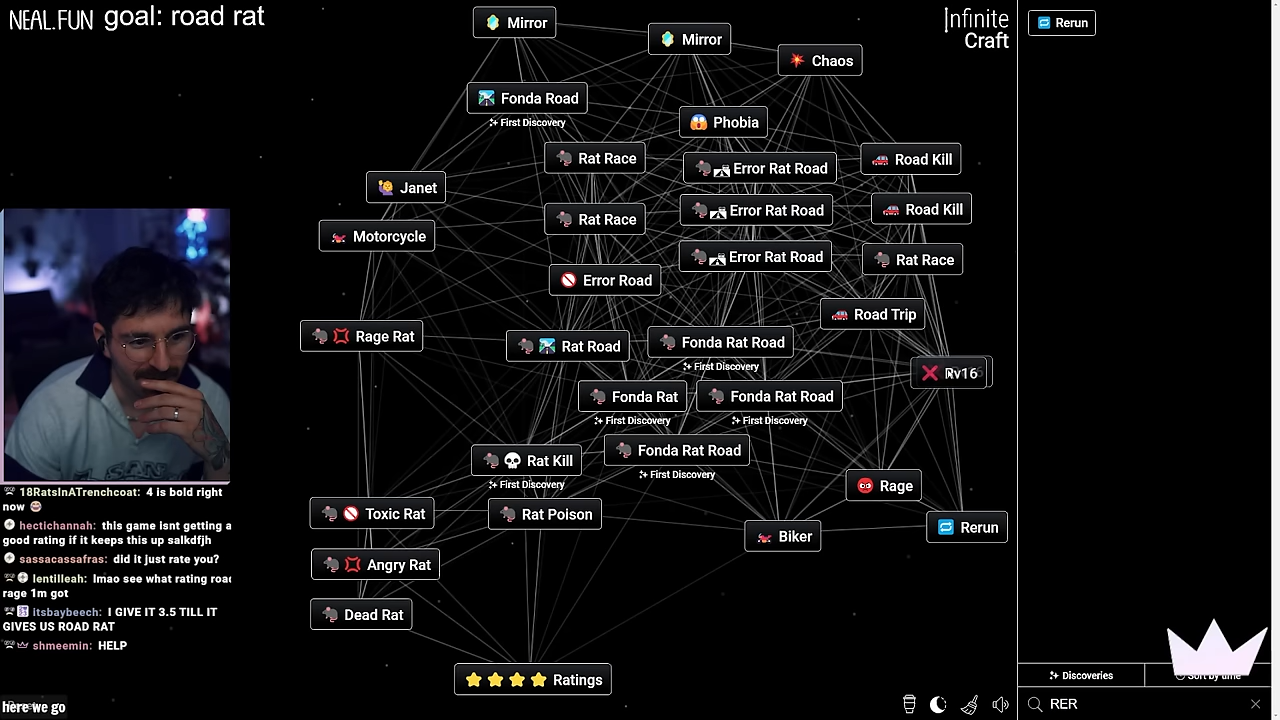 NEAL.FUN goal: road rat
Infinite
Craft
Rerun
Mirror
Mirror
Chaos
Fonda Road
First Discovery
Phobia
Rat Race
Error Rat Road
Road Kill
Janet
Rat Race
Error Rat Road
Road Kill
Motorcycle
Error Rat Road
Rat Race
Error Road
Road Trip
Rage Rat
Rat Road
Fonda Rat Road
First Discovery
Rv16
Fonda Rat
First Discovery
Fonda Rat Road
First Discovery
Fonda Rat Road
First Discovery
Rat Kill
First Discovery
Rage
Toxic Rat
Rat Poison
Biker
Rerun
Angry Rat
Dead Rat
Ratings
18RatsInATrenchcoat: 4 is bold right
now
hectichannah: this game isnt getting a
good rating if it keeps this up salkdfjh
sassacassafras: did it just rate you?
lentilleah: lmao see what rating road
rage 1m got
itsbaybeech: I GIVE IT 3.5 TILL IT
GIVES US ROAD RAT
shmeemin: HELP
here we go
Discoveries
Sort by time
RER